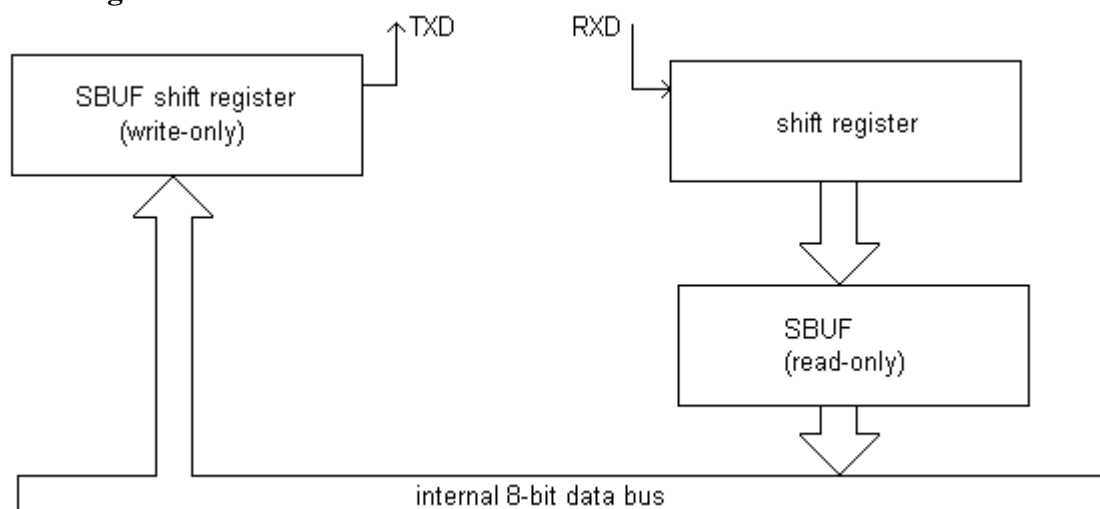 TXD
RXD
SBUF shift register
(write-only)
shift register
SBUF
(read-only)
internal 8-bit data bus